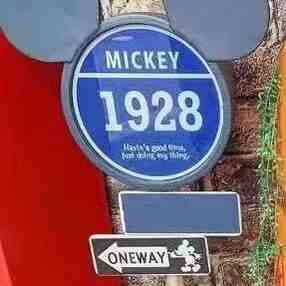 MICKEY
1928
Havin's good time,
just doing my thing.
ONEWAY